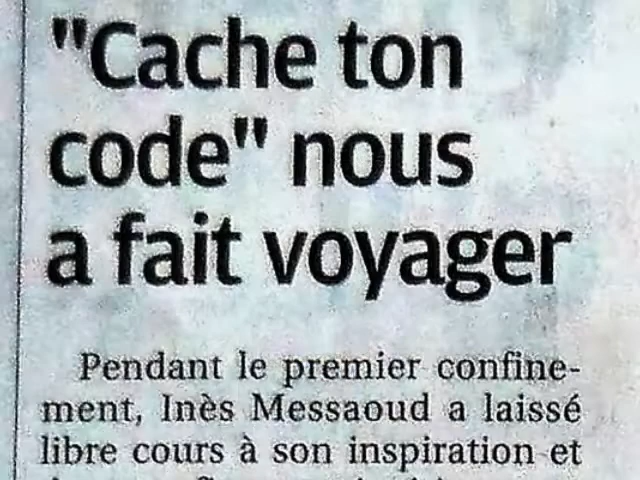 "Cache ton
code" nous
a fait voyager
Pendant le premier confine-
ment, Inès Messaoud a laissé
libre cours à son inspiration et